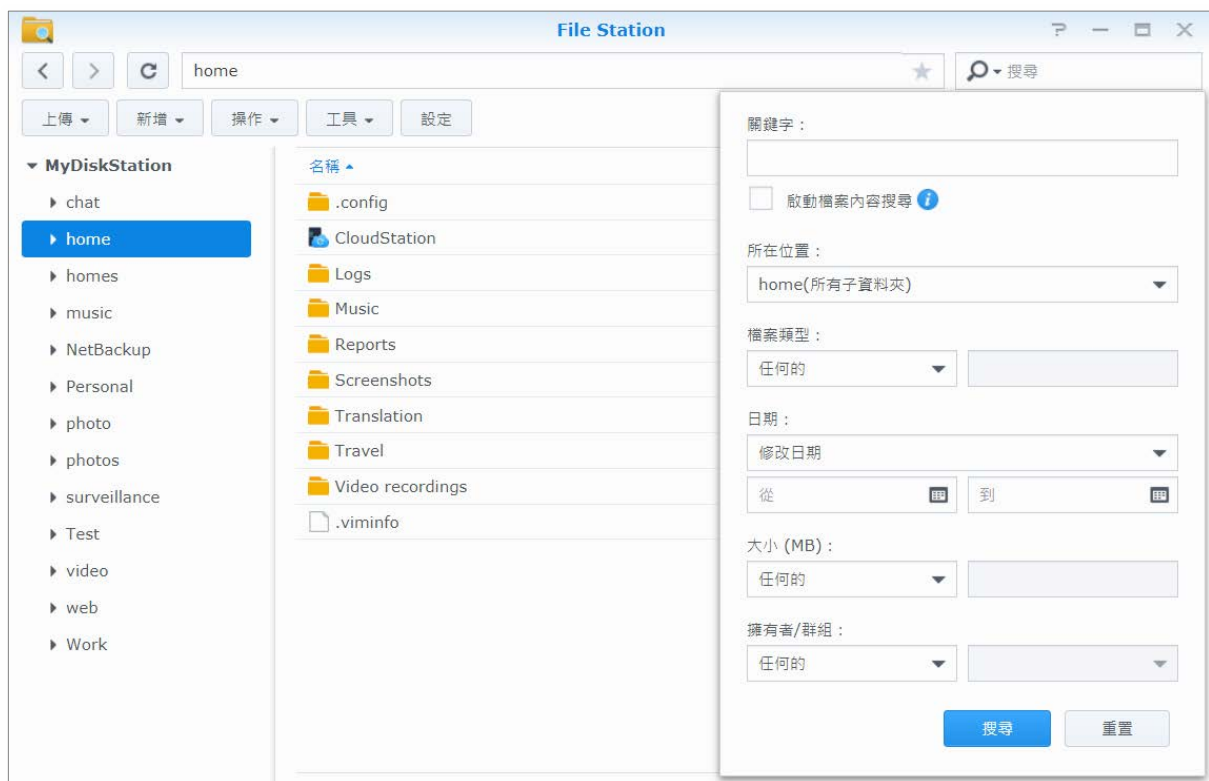 File Station
home
搜尋
上傳 新增 操作 工具 設定
MyDiskStation
chat
home
homes
music
NetBackup
Personal
photo
photos
surveillance
Test
video
web
Work
名稱
.config
CloudStation
Logs
Music
Reports
Screenshots
Translation
Travel
Video recordings
.viminfo
關鍵字：
啟動檔案內容搜尋
所在位置：
home(所有子資料夾)
檔案類型：
任何的
日期：
修改日期
從 到
大小 (MB)：
任何的
擁有者/群組：
任何的
搜尋 重置